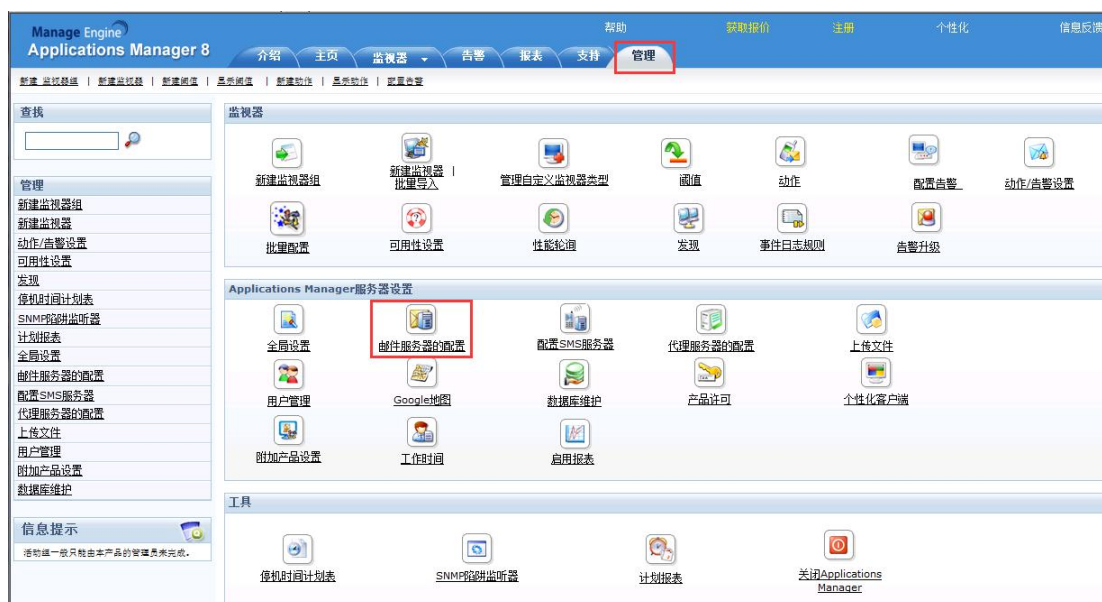 Manage Engine
Applications Manager 8
帮助 获取报价 注册 个性化 信息反馈
介绍 主页 监视器 告警 报表 支持 管理
新建 监视器组 | 新建监视器 | 新建阈值 | 显示阈值 | 新建动作 | 显示动作 | 配置告警
查找
管理
新建监视器组
新建监视器
动作/告警设置
可用性设置
发现
停机时间计划表
SNMP陷阱监听器
计划报表
全局设置
邮件服务器的配置
配置SMS服务器
代理服务器的配置
上传文件
用户管理
附加产品设置
数据库维护
信息提示
活动组一般只能由本产品的管理员来完成。
监视器
新建监视器组 新建监视器 | 批量导入 管理自定义监视器类型 阈值 动作 配置告警 动作/告警设置
批量配置 可用性设置 性能轮询 发现 事件日志规则 告警升级
Applications Manager服务器设置
全局设置 邮件服务器的配置 配置SMS服务器 代理服务器的配置 上传文件
用户管理 Google地图 数据库维护 产品许可 个性化客户端
附加产品设置 工作时间 启用报表
工具
停机时间计划表 SNMP陷阱监听器 计划报表 关闭Applications
Manager